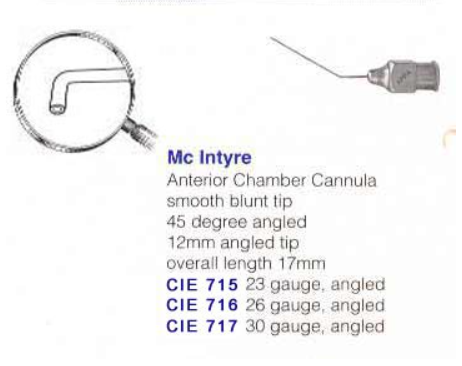 Mc Intyre
Anterior Chamber Cannula
smooth blunt tip
45 degree angled
12mm angled tip
overall length 17mm
CIE 715 23 gauge, angled
CIE 716 26 gauge, angled
CIE 717 30 gauge, angled